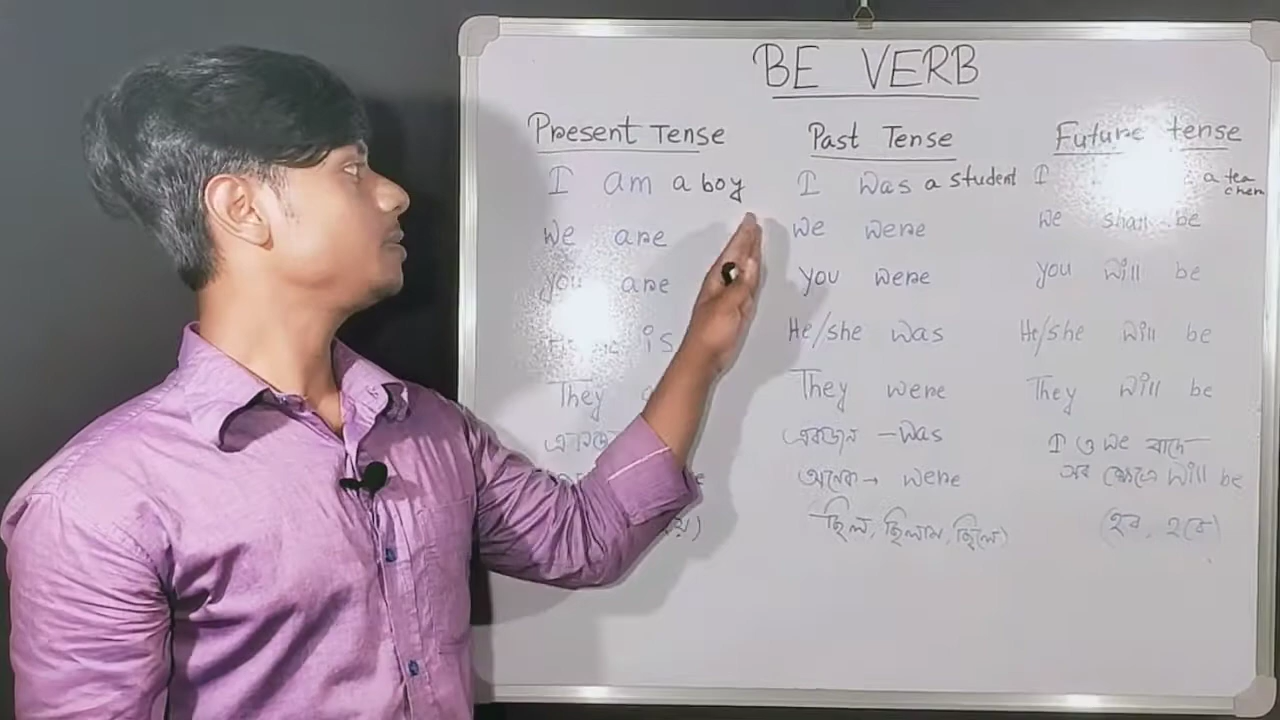 BE VERB
Present Tense
I am a boy
We are
you are
is
They
Past Tense
I was a student
We were
you were
He/she was
They were
একজন - was
অনেক → were
ছিল, ছিলাম, ছিলে)
Future tense
I a teacher
We shall be
you will be
He/she will be
They will be
I ও We বাদে
সব ক্ষেত্রে will be
(হব, হবে)